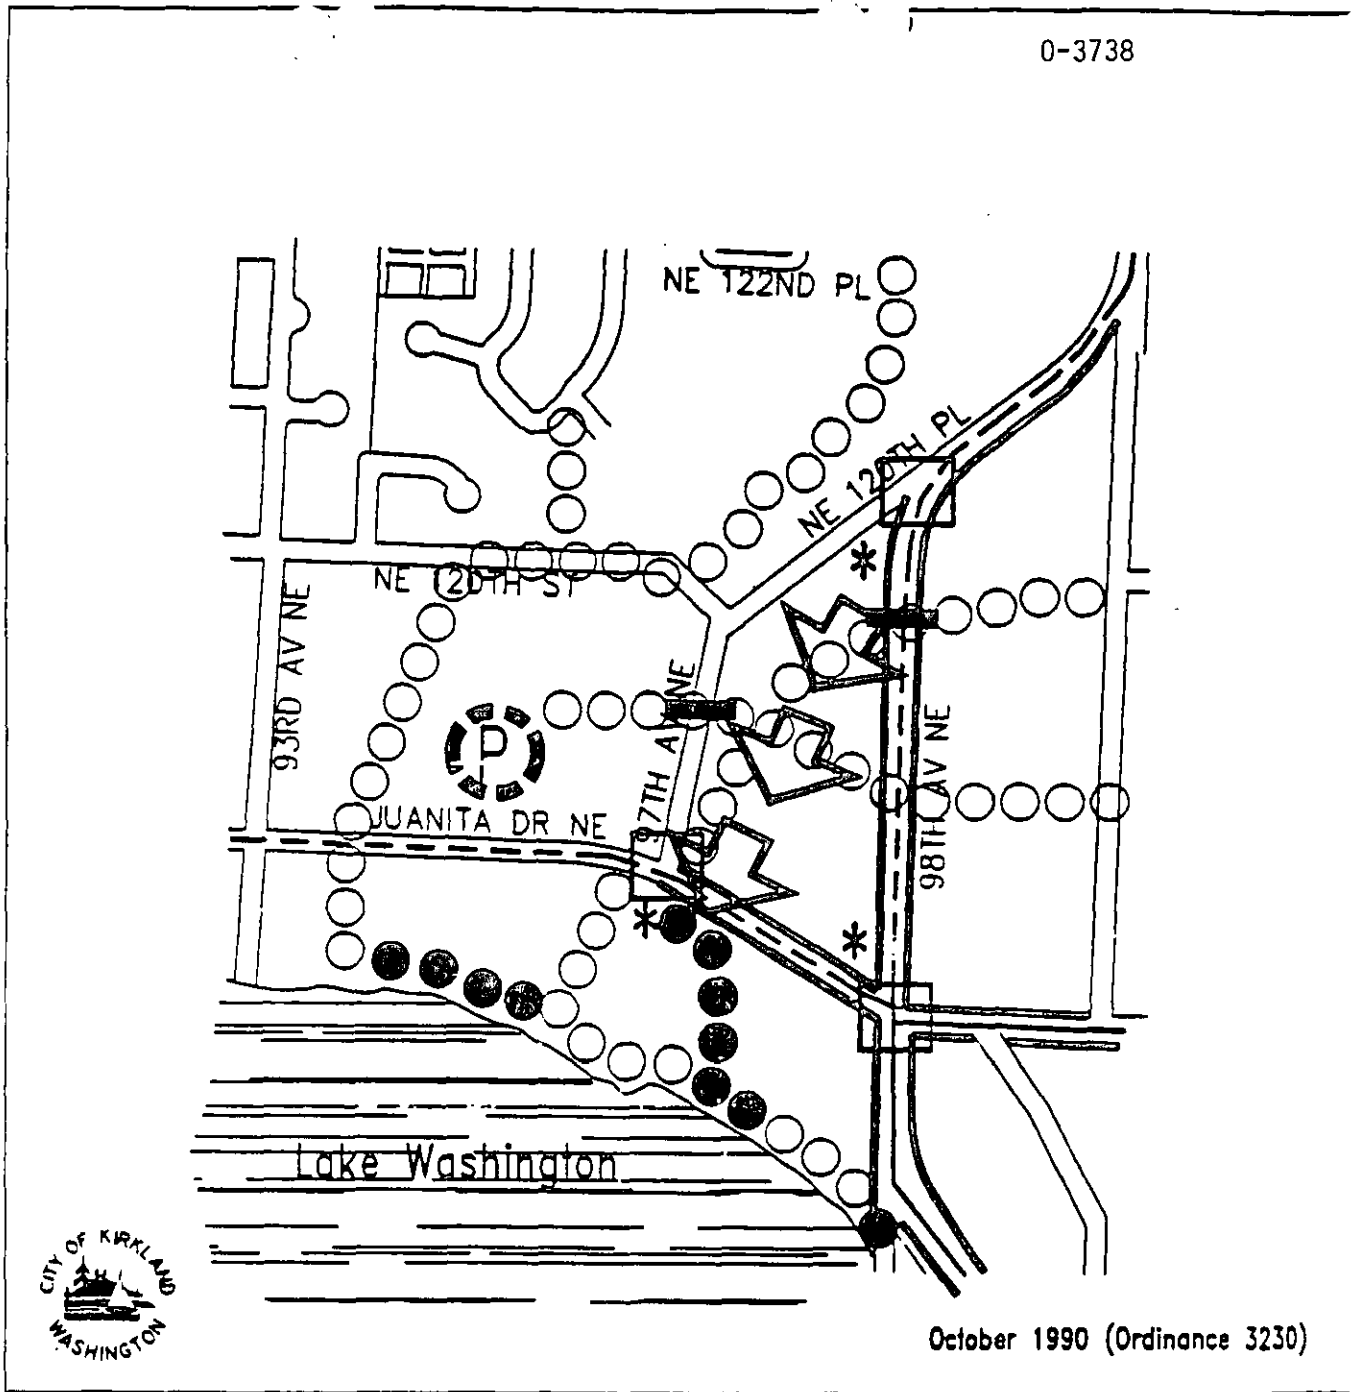 O-3738
NE 122ND PL
NE 120TH PL
NE 120TH ST
93RD AV NE
97TH AV NE
P
98TH AV NE
JUANITA DR NE
Lake Washington
CITY OF KIRKLAND
WASHINGTON
October 1990 (Ordinance 3230)